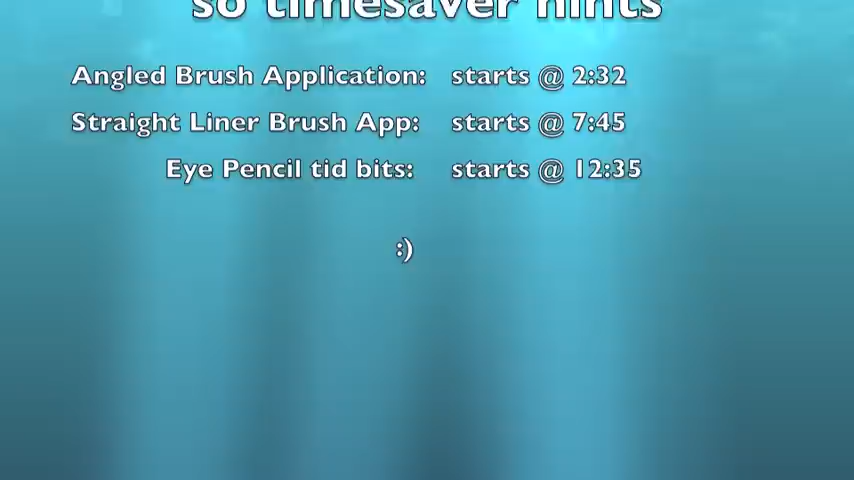 so timesaver hints
Angled Brush Application: starts @ 2:32
Straight Liner Brush App: starts @ 7:45
Eye Pencil tid bits: starts @ 12:35
:)